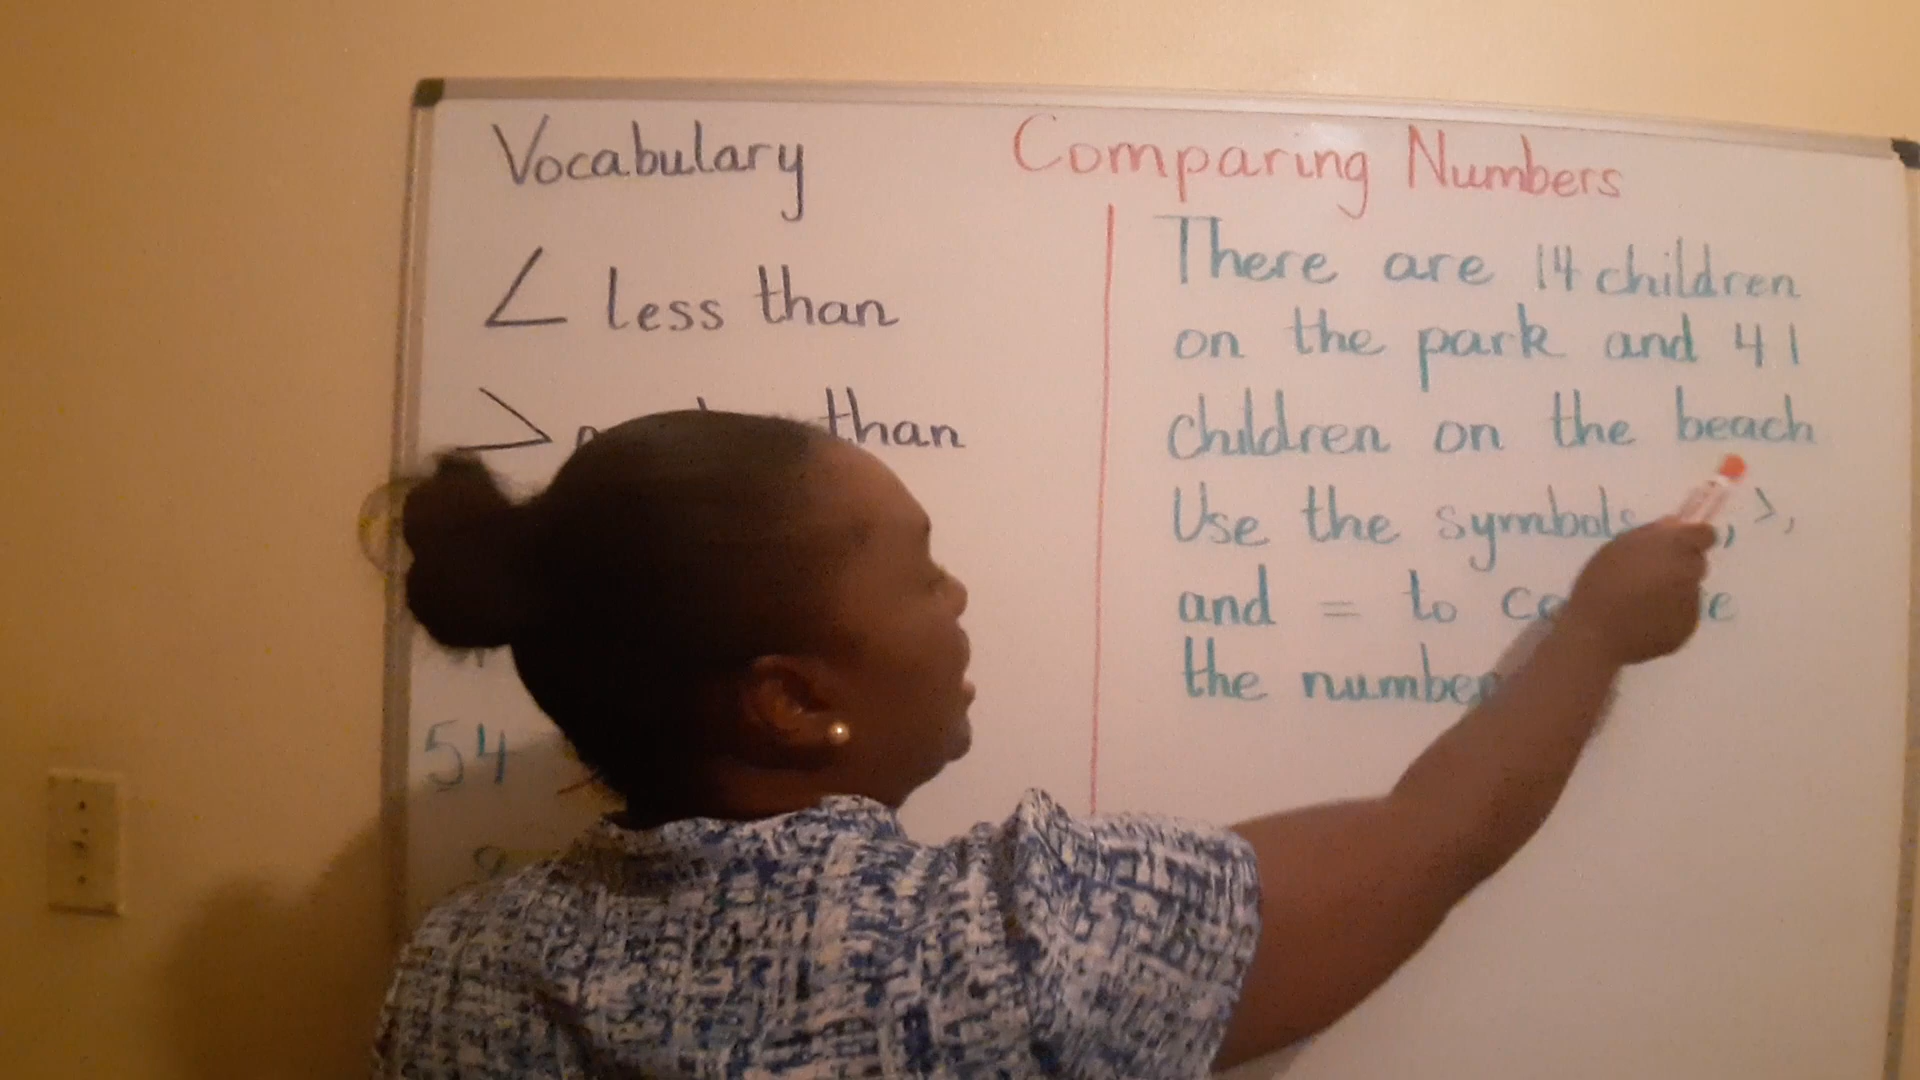 Vocabulary
Comparing Numbers
< less than
> than
54
There are 14 children
on the park and 41
children on the beach
Use the symbols , >,
and = to
the number